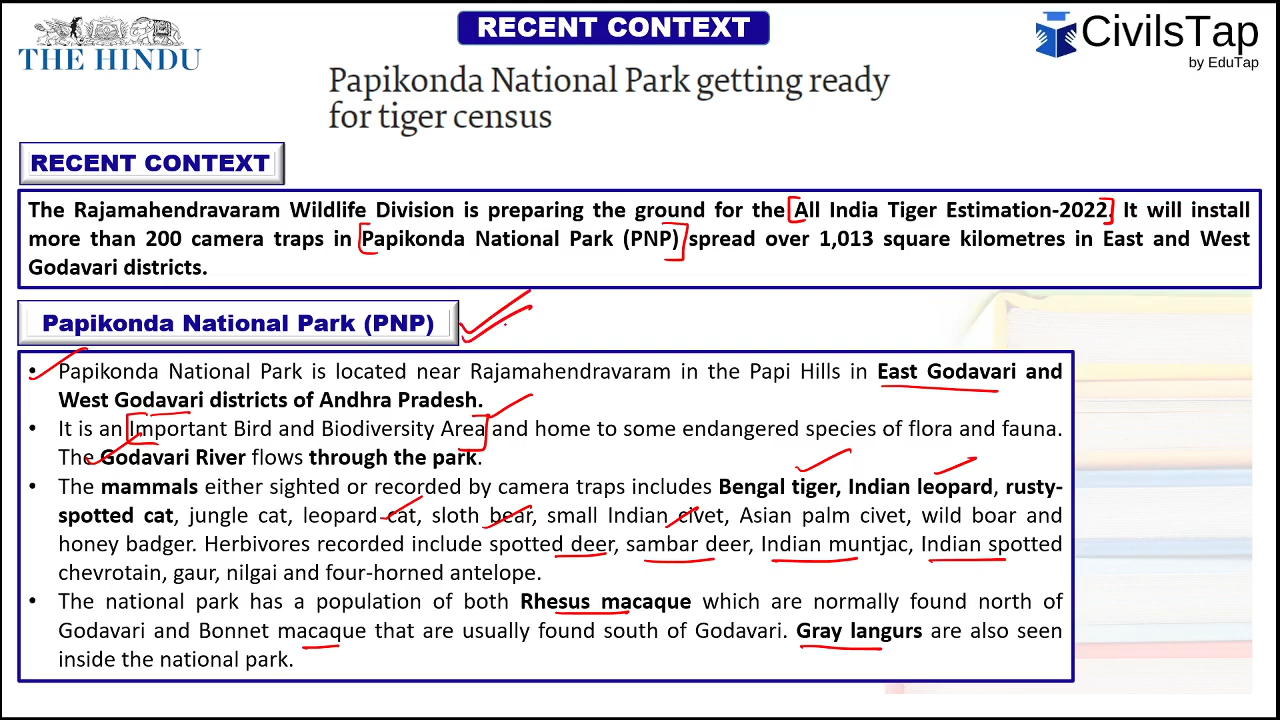 RECENT CONTEXT
THE HINDU
CivilsTap
by EduTap
Papikonda National Park getting ready
for tiger census
RECENT CONTEXT
The Rajamahendravaram Wildlife Division is preparing the ground for the All India Tiger Estimation-2022. It will install
more than 200 camera traps in Papikonda National Park (PNP) spread over 1,013 square kilometres in East and West
Godavari districts.
Papikonda National Park (PNP)
• Papikonda National Park is located near Rajamahendravaram in the Papi Hills in East Godavari and
West Godavari districts of Andhra Pradesh.
• It is an Important Bird and Biodiversity Area and home to some endangered species of flora and fauna.
The Godavari River flows through the park.
• The mammals either sighted or recorded by camera traps includes Bengal tiger, Indian leopard, rusty-
spotted cat, jungle cat, leopard cat, sloth bear, small Indian civet, Asian palm civet, wild boar and
honey badger. Herbivores recorded include spotted deer, sambar deer, Indian muntjac, Indian spotted
chevrotain, gaur, nilgai and four-horned antelope.
• The national park has a population of both Rhesus macaque which are normally found north of
Godavari and Bonnet macaque that are usually found south of Godavari. Gray langurs are also seen
inside the national park.